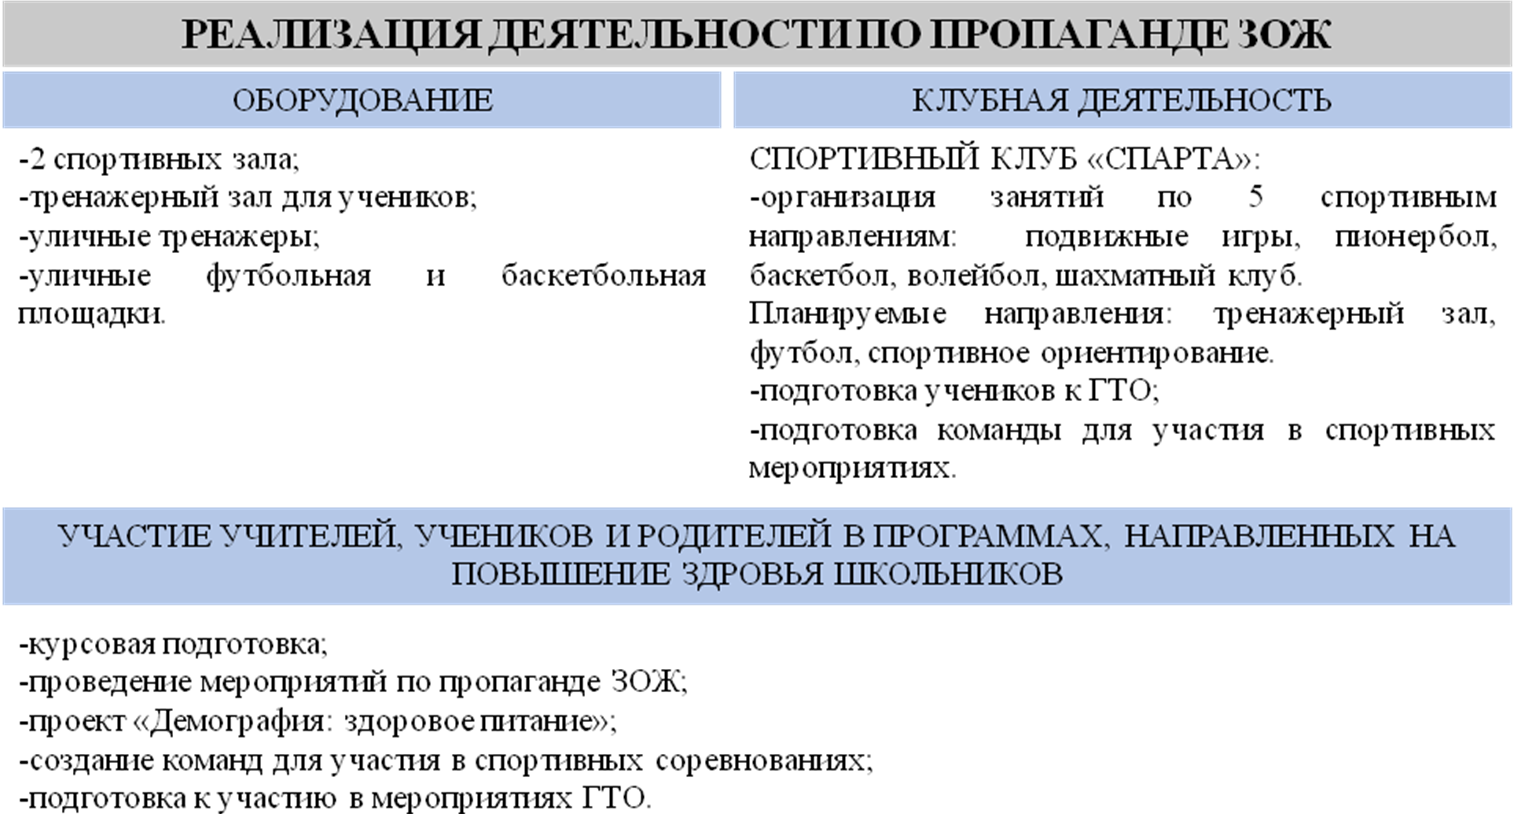 РЕАЛИЗАЦИЯ ДЕЯТЕЛЬНОСТИ ПО ПРОПАГАНДЕ ЗОЖ
ОБОРУДОВАНИЕ
-2 спортивных зала;
-тренажерный зал для учеников;
-уличные тренажеры;
-уличные футбольная и баскетбольная
площадки.
КЛУБНАЯ ДЕЯТЕЛЬНОСТЬ
СПОРТИВНЫЙ КЛУБ «СПАРТА»:
-организация занятий по 5 спортивным
направлениям: подвижные игры, пионербол,
баскетбол, волейбол, шахматный клуб.
Планируемые направления: тренажерный зал,
футбол, спортивное ориентирование.
-подготовка учеников к ГТО;
-подготовка команды для участия в спортивных
мероприятиях.
УЧАСТИЕ УЧИТЕЛЕЙ, УЧЕНИКОВ И РОДИТЕЛЕЙ В ПРОГРАММАХ, НАПРАВЛЕННЫХ НА
ПОВЫШЕНИЕ ЗДРОВЬЯ ШКОЛЬНИКОВ
-курсовая подготовка;
-проведение мероприятий по пропаганде ЗОЖ;
-проект «Демография: здоровое питание»;
-создание команд для участия в спортивных соревнованиях;
-подготовка к участию в мероприятиях ГТО.